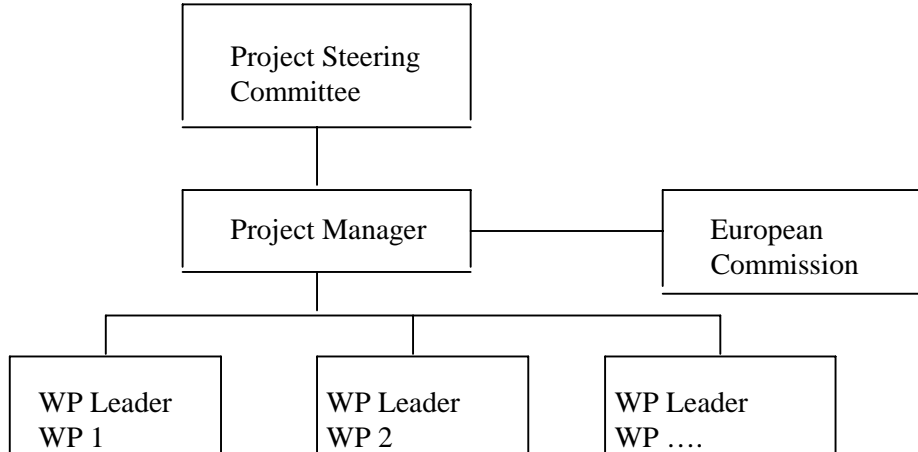 Project Steering
Committee
Project Manager
European
Commission
WP Leader
WP 1
WP Leader
WP 2
WP Leader
WP ….